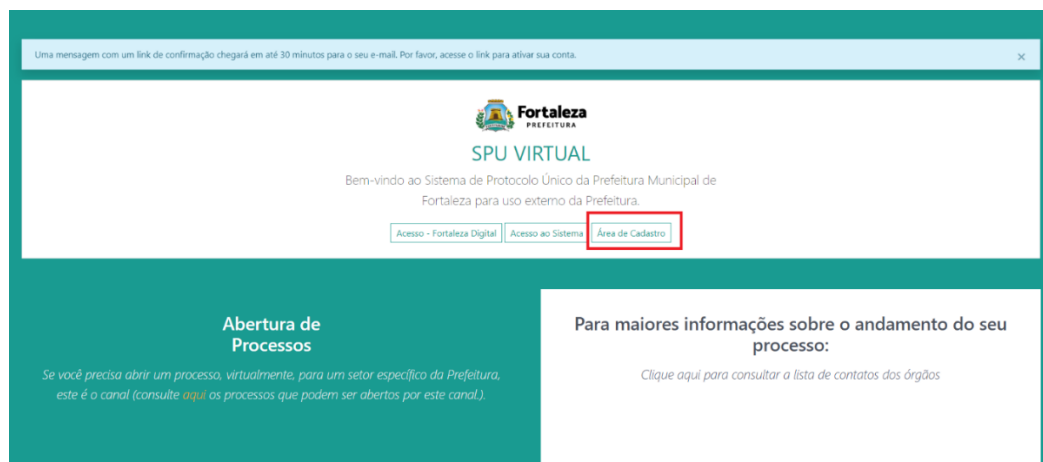 Uma mensagem com um link de confirmação chegará em até 30 minutos para o seu e-mail. Por favor, acesse o link para ativar sua conta.
×
Fortaleza
PREFEITURA
SPU VIRTUAL
Bem-vindo ao Sistema de Protocolo Único da Prefeitura Municipal de
Fortaleza para uso externo da Prefeitura.
Acesso - Fortaleza Digital
Acesso ao Sistema
Área de Cadastro
Abertura de
Processos
Se você precisa abrir um processo, virtualmente, para um setor específico da Prefeitura,
este é o canal (consulte aqui os processos que podem ser abertos por este canal.).
Para maiores informações sobre o andamento do seu
processo:
Clique aqui para consultar a lista de contatos dos órgãos